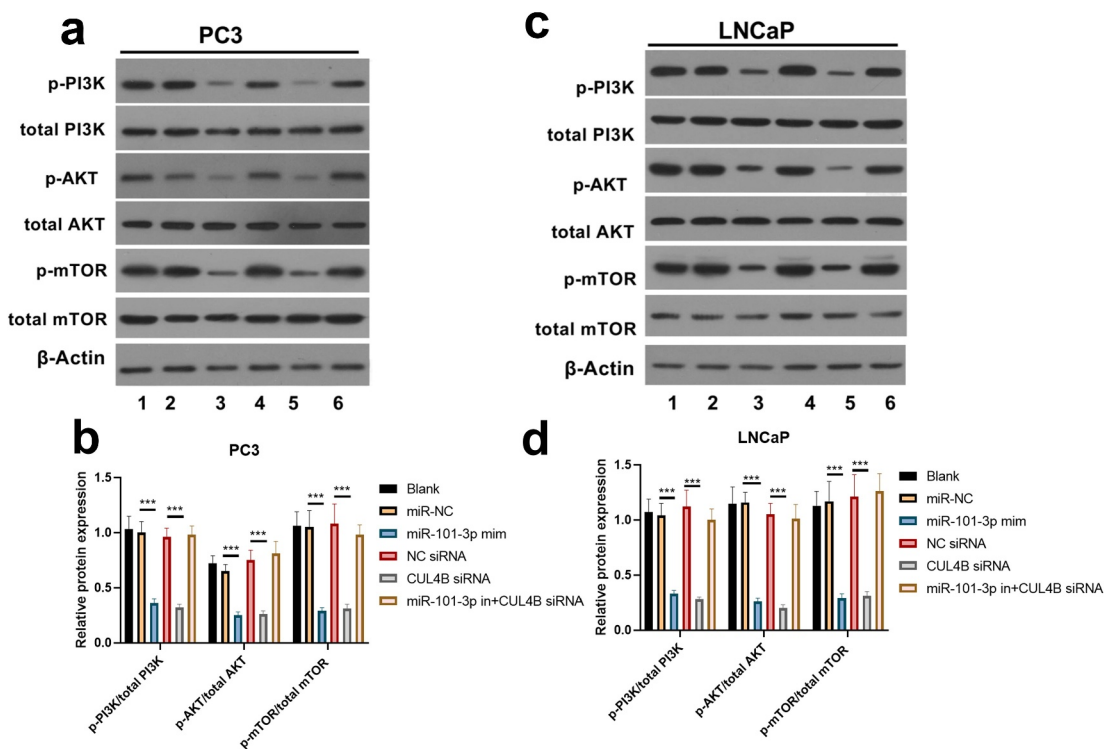 a
PC3
p-PI3K
total PI3K
p-AKT
total AKT
p-mTOR
total mTOR
β-Actin
1 2 3 4 5 6
b
PC3
Relative protein expression
1.5
1.0
0.5
0.0
*** *** *** *** *** ***
p-PI3K/total PI3K
p-AKT/total AKT
p-mTOR/total mTOR
Blank
miR-NC
miR-101-3p mim
NC siRNA
CUL4B siRNA
miR-101-3p in+CUL4B siRNA
c
LNCaP
p-PI3K
total PI3K
p-AKT
total AKT
p-mTOR
total mTOR
β-Actin
1 2 3 4 5 6
d
LNCaP
Relative protein expression
1.5
1.0
0.5
0.0
*** *** *** *** *** ***
p-PI3K/total PI3K
p-AKT/total AKT
p-mTOR/total mTOR
Blank
miR-NC
miR-101-3p mim
NC siRNA
CUL4B siRNA
miR-101-3p in+CUL4B siRNA